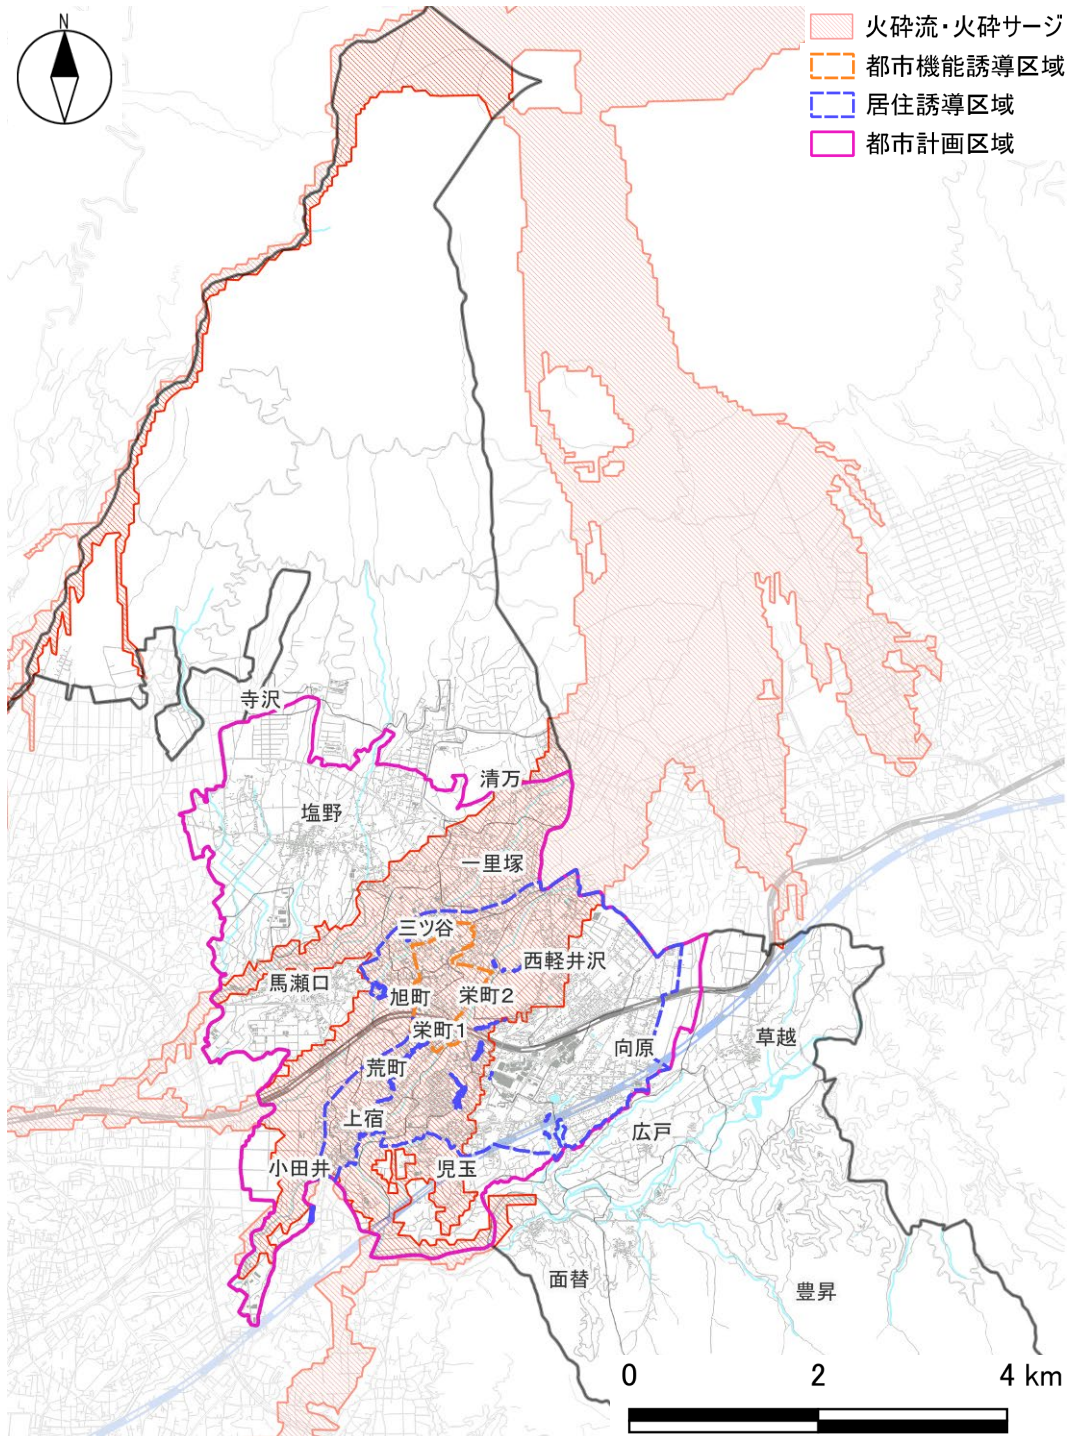 N
火砕流・火砕サージ
都市機能誘導区域
居住誘導区域
都市計画区域
寺沢
清万
塩野
一里塚
三ツ谷
西軽井沢
馬瀬口
旭町
栄町2
栄町1
向原
草越
荒町
上宿
広戸
小田井
児玉
面替
豊昇
0 2 4 km